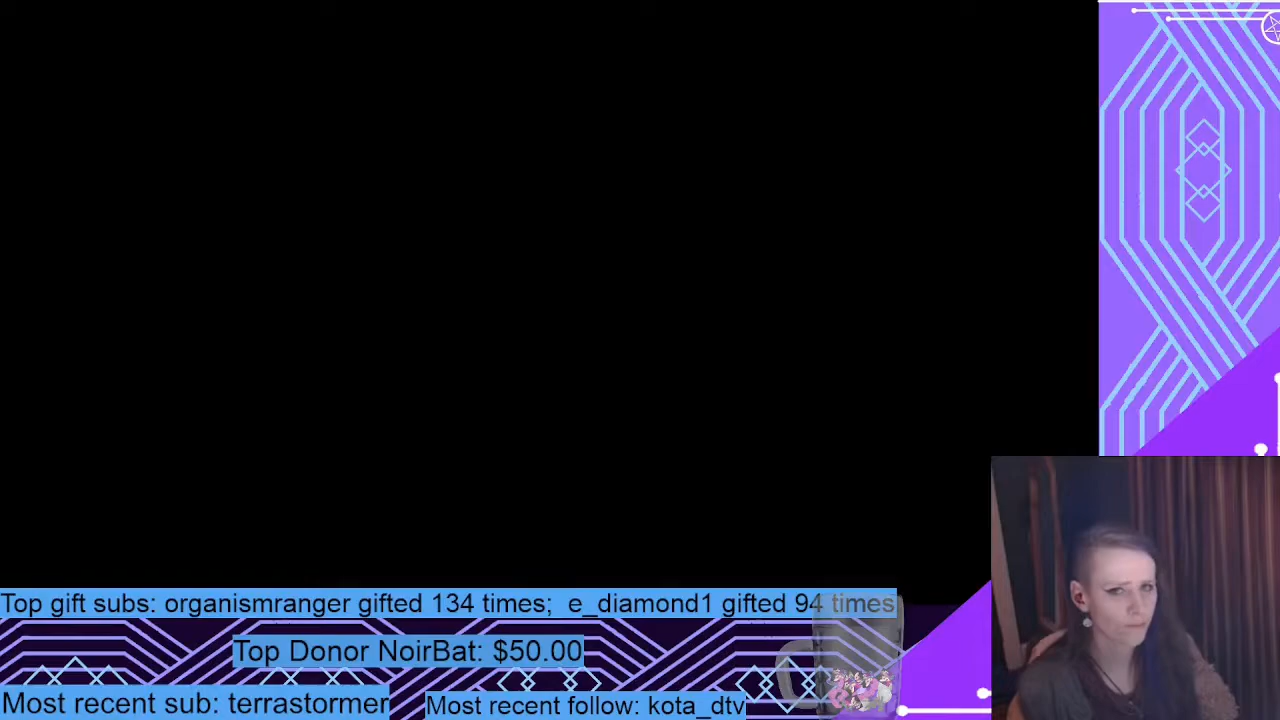 Top gift subs: organismranger gifted 134 times;  e_diamond1 gifted 94 times
Top Donor NoirBat: $50.00
Most recent sub: terrastormer
Most recent follow: kota_dtv